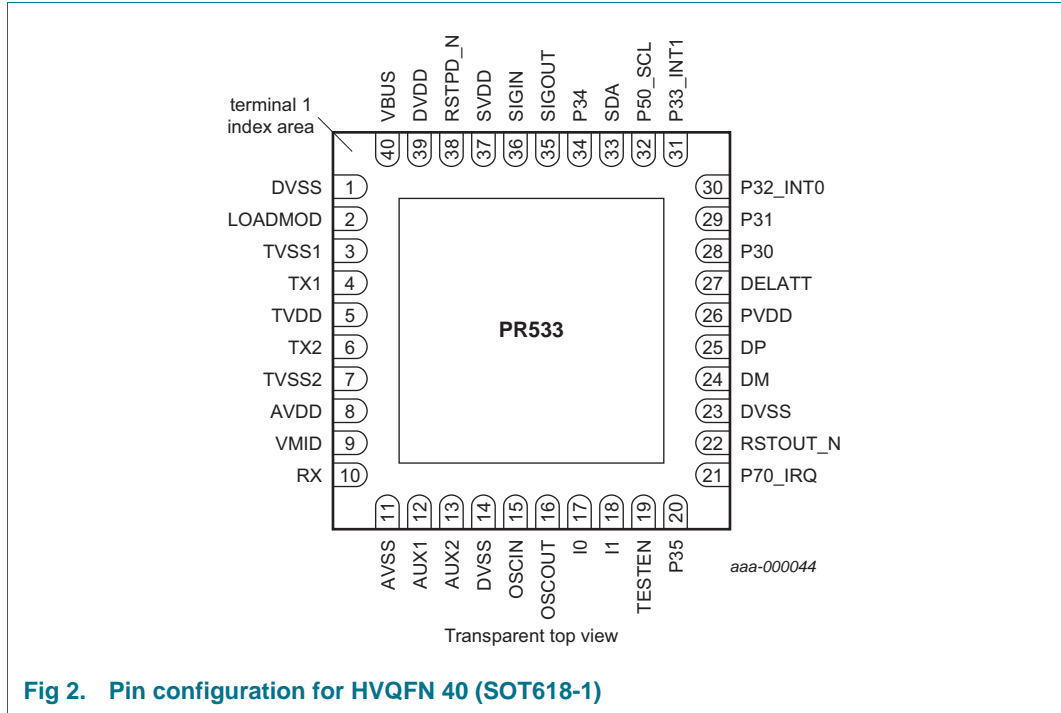 VBUS
DVDD
RSTPD_N
SVDD
SIGIN
SIGOUT
P34
SDA
P50_SCL
P33_INT1
terminal 1
index area
40
39
38
37
36
35
34
33
32
31
DVSS 1
30 P32_INT0
LOADMOD 2
29 P31
TVSS1 3
28 P30
TX1 4
27 DELATT
TVDD 5
26 PVDD
PR533
TX2 6
25 DP
TVSS2 7
24 DM
AVDD 8
23 DVSS
VMID 9
22 RSTOUT_N
RX 10
21 P70_IRQ
11
12
13
14
15
16
17
18
19
20
AVSS
AUX1
AUX2
DVSS
OSCIN
OSCOUT
I0
I1
TESTEN
P35
aaa-000044
Transparent top view
Fig 2. Pin configuration for HVQFN 40 (SOT618-1)